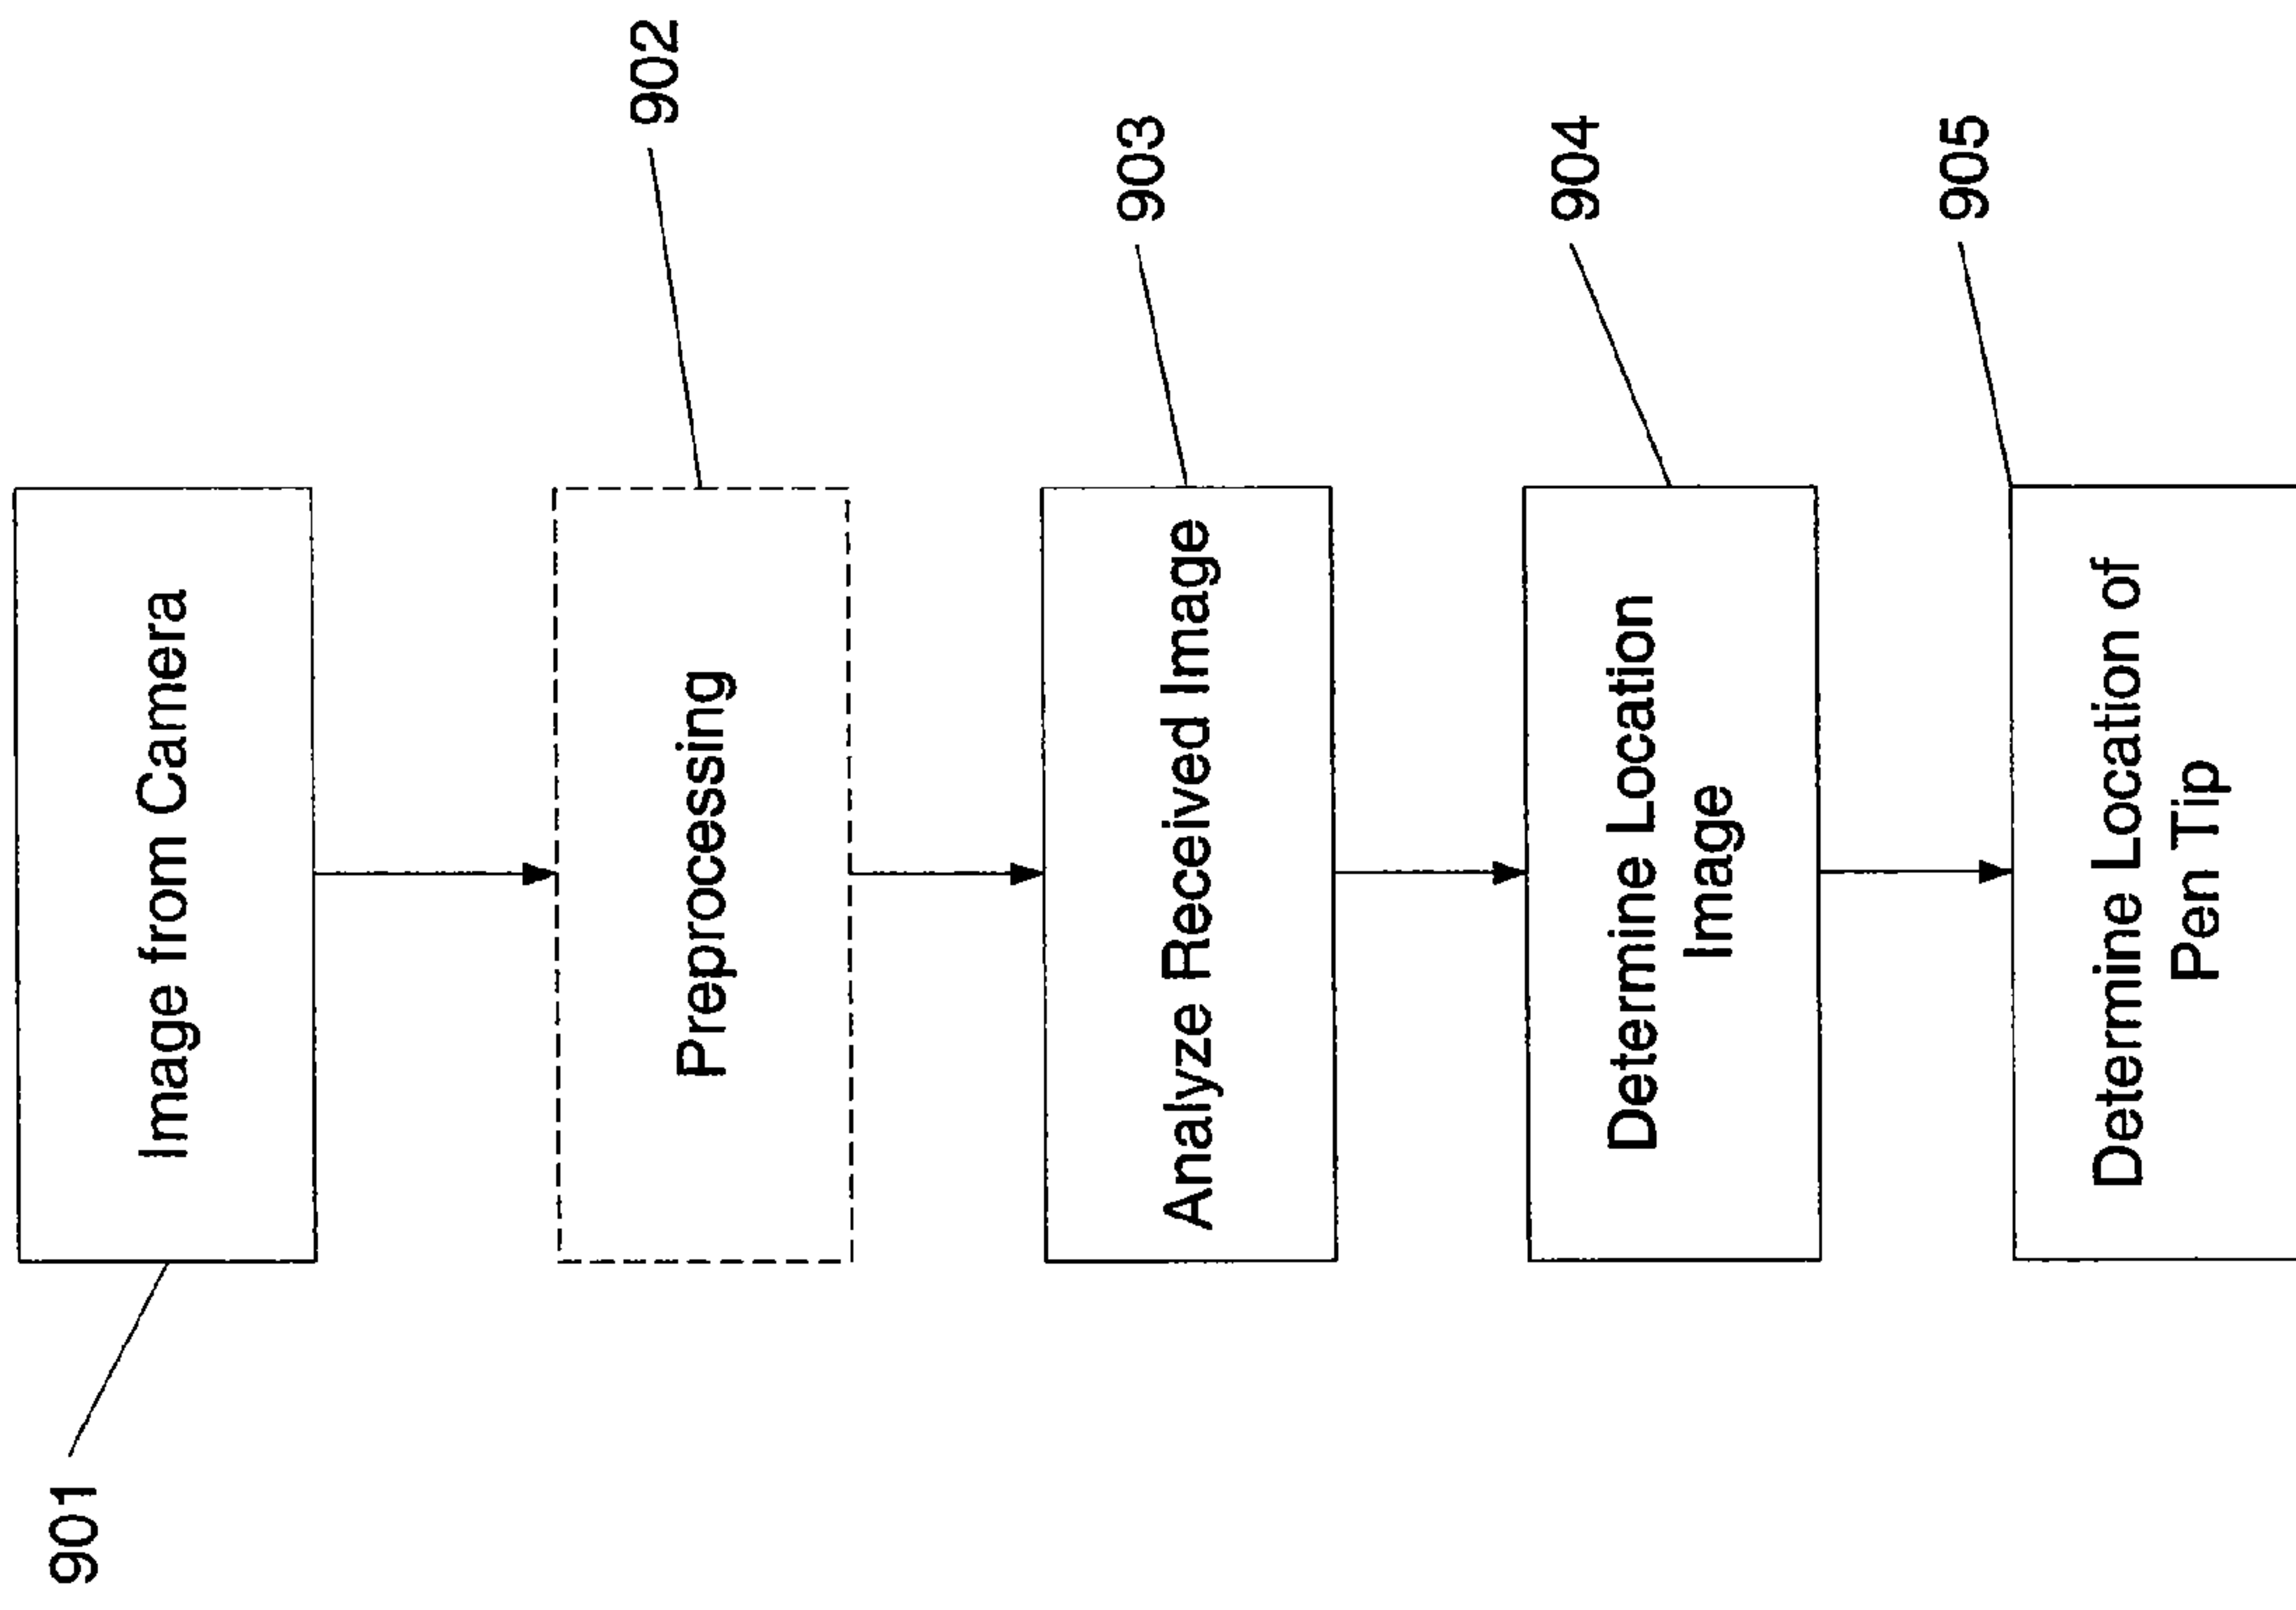 901
Image from Camera
902
Preprocessing
903
Analyze Received Image
904
Determine Location
Image
905
Determine Location of
Pen Tip